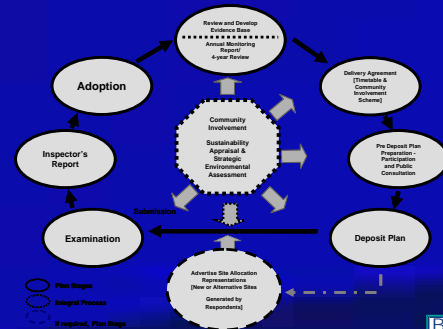 Review and Develop
Evidence Base
Annual Monitoring
Report/
4-year Review
Delivery Agreement
[Timetable &
Community
Involvement
Scheme]
Pre Deposit Plan
Preparation -
Participation
and Public
Consultation
Deposit Plan
Advertise Site Allocation
Representations
[New or Alternative Sites
Generated by
Respondents]
Submission
Examination
Inspector's
Report
Adoption
Community
Involvement
Sustainability
Appraisal &
Strategic
Environmental
Assessment
Plan Stages
Integral Process
If required, Plan Stage